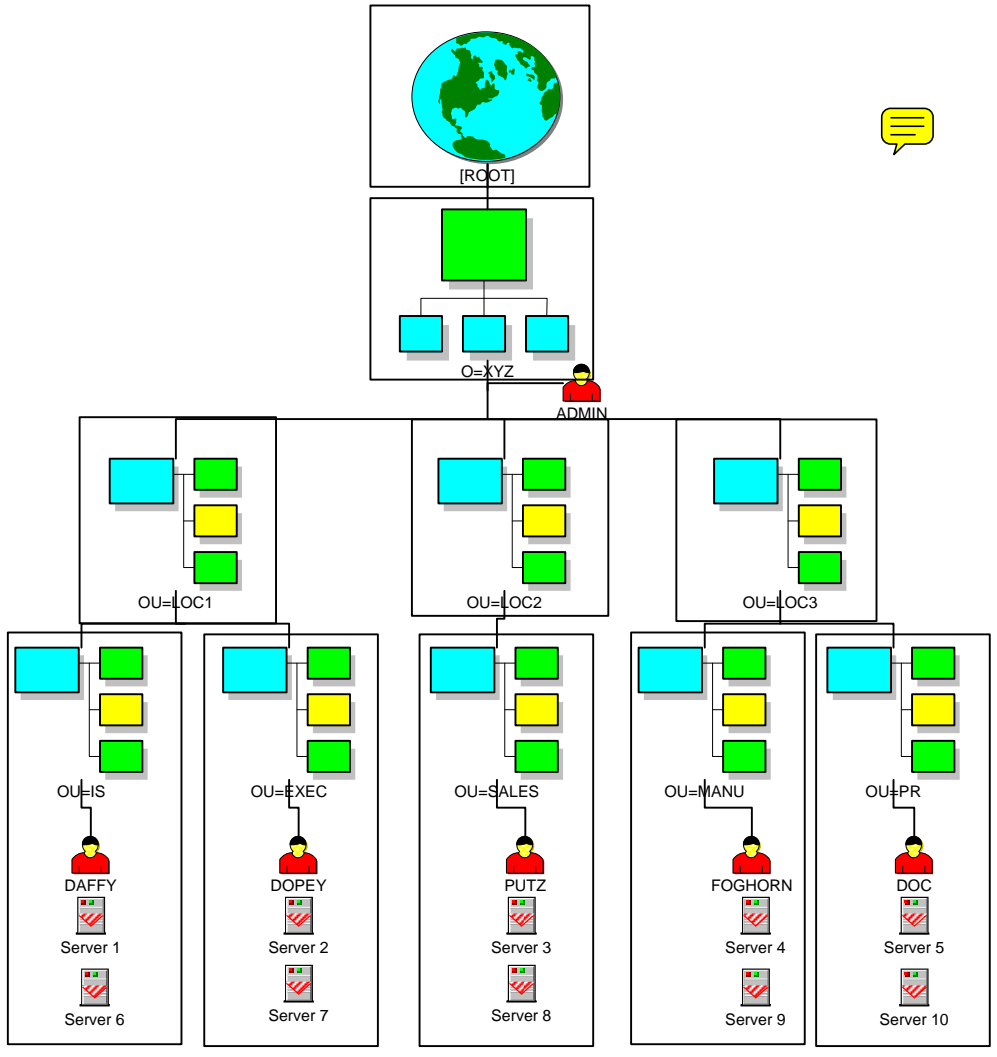 [ROOT]
O=XYZ
ADMIN
OU=LOC1
OU=LOC2
OU=LOC3
OU=IS
OU=EXEC
OU=SALES
OU=MANU
OU=PR
DAFFY
DOPEY
PUTZ
FOGHORN
DOC
Server 1
Server 2
Server 3
Server 4
Server 5
Server 6
Server 7
Server 8
Server 9
Server 10